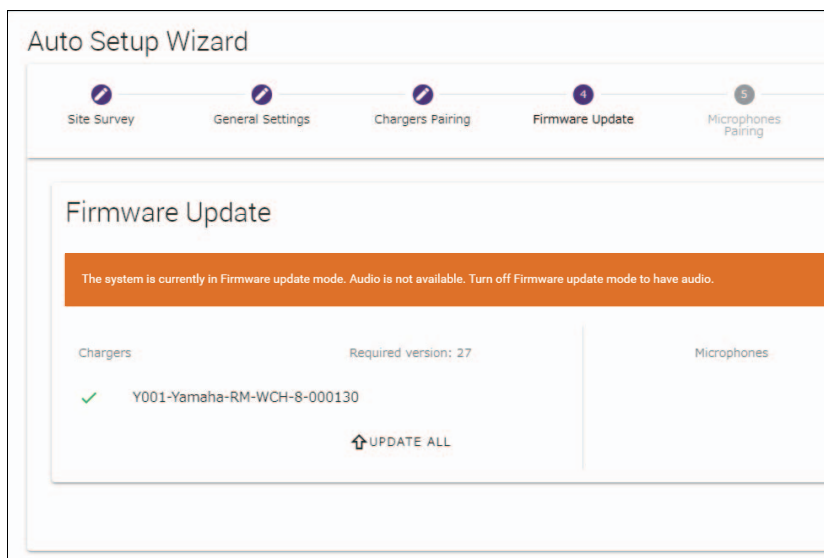 Auto Setup Wizard
4
5
Site Survey
General Settings
Chargers Pairing
Firmware Update
Microphones
Pairing
Firmware Update
The system is currently in Firmware update mode. Audio is not available. Turn off Firmware update mode to have audio.
Chargers
Required version: 27
Microphones
Y001-Yamaha-RM-WCH-8-000130
UPDATE ALL